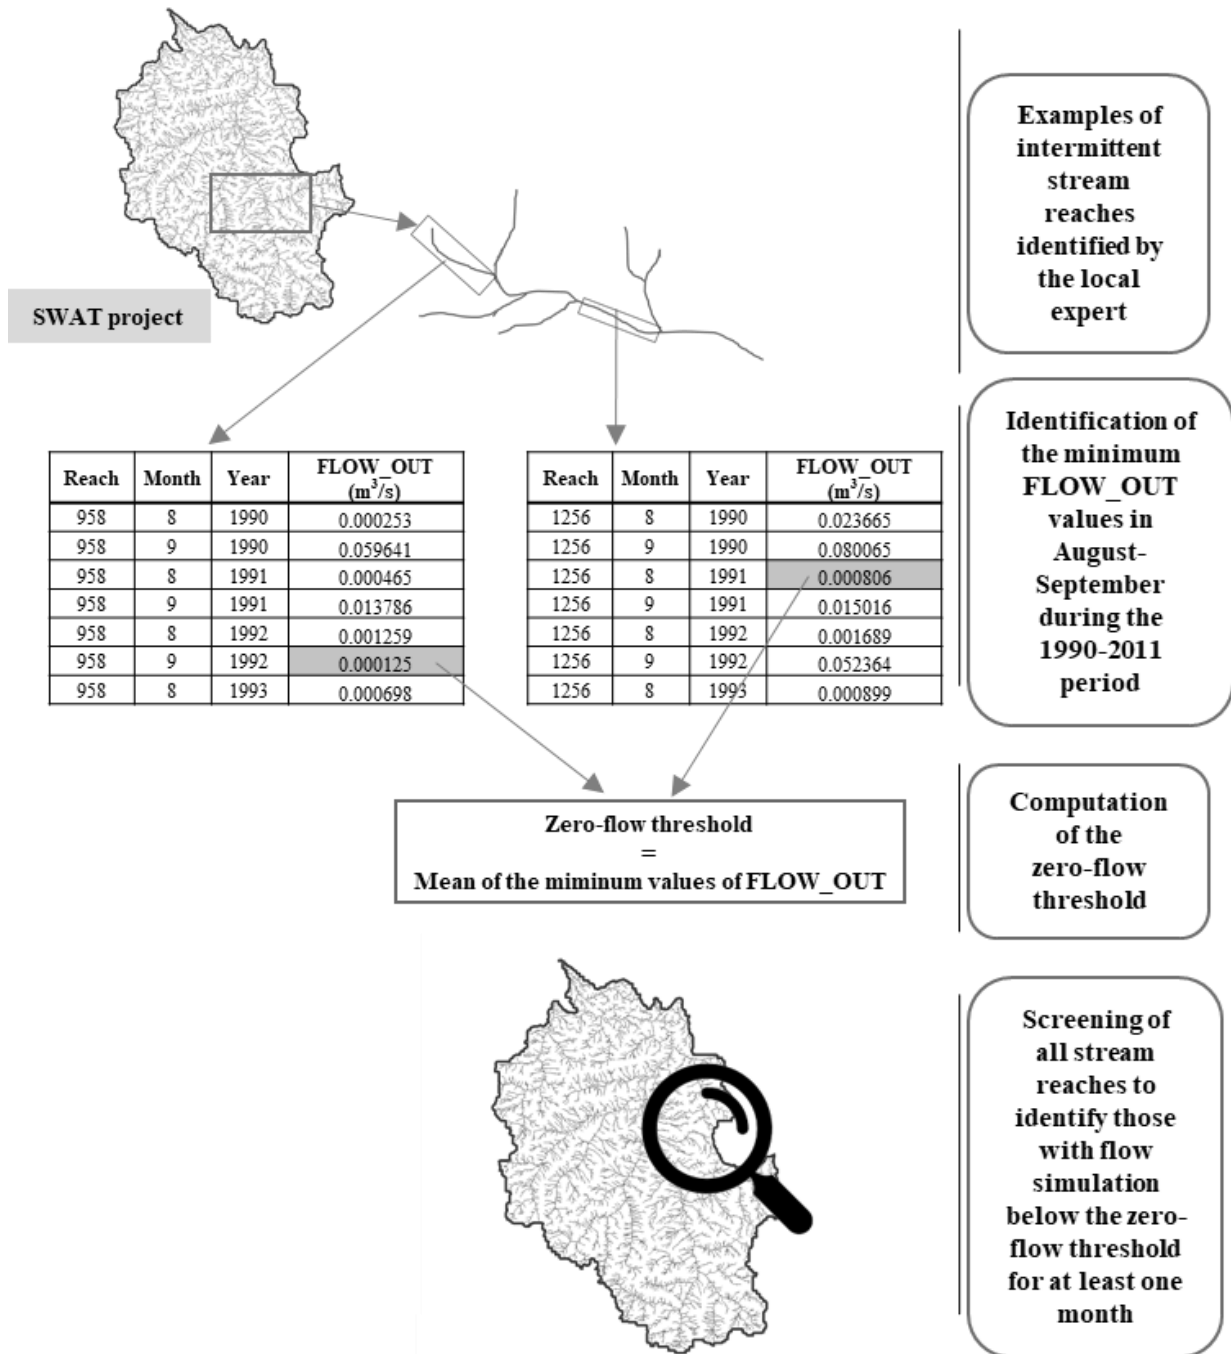 Examples of
intermittent
stream
reaches
identified by
the local
expert
SWAT project
Identification of
the minimum
FLOW_OUT
values in
August-
September
during the
1990-2011
period
Reach Month Year FLOW_OUT (m³/s)
958 8 1990 0.000253
958 9 1990 0.059641
958 8 1991 0.000465
958 9 1991 0.013786
958 8 1992 0.001259
958 9 1992 0.000125
958 8 1993 0.000698
Reach Month Year FLOW_OUT (m³/s)
1256 8 1990 0.023665
1256 9 1990 0.080065
1256 8 1991 0.000806
1256 9 1991 0.015016
1256 8 1992 0.001689
1256 9 1992 0.052364
1256 8 1993 0.000899
Zero-flow threshold
=
Mean of the miminum values of FLOW_OUT
Computation
of the
zero-flow
threshold
Screening of
all stream
reaches to
identify those
with flow
simulation
below the zero-
flow threshold
for at least one
month